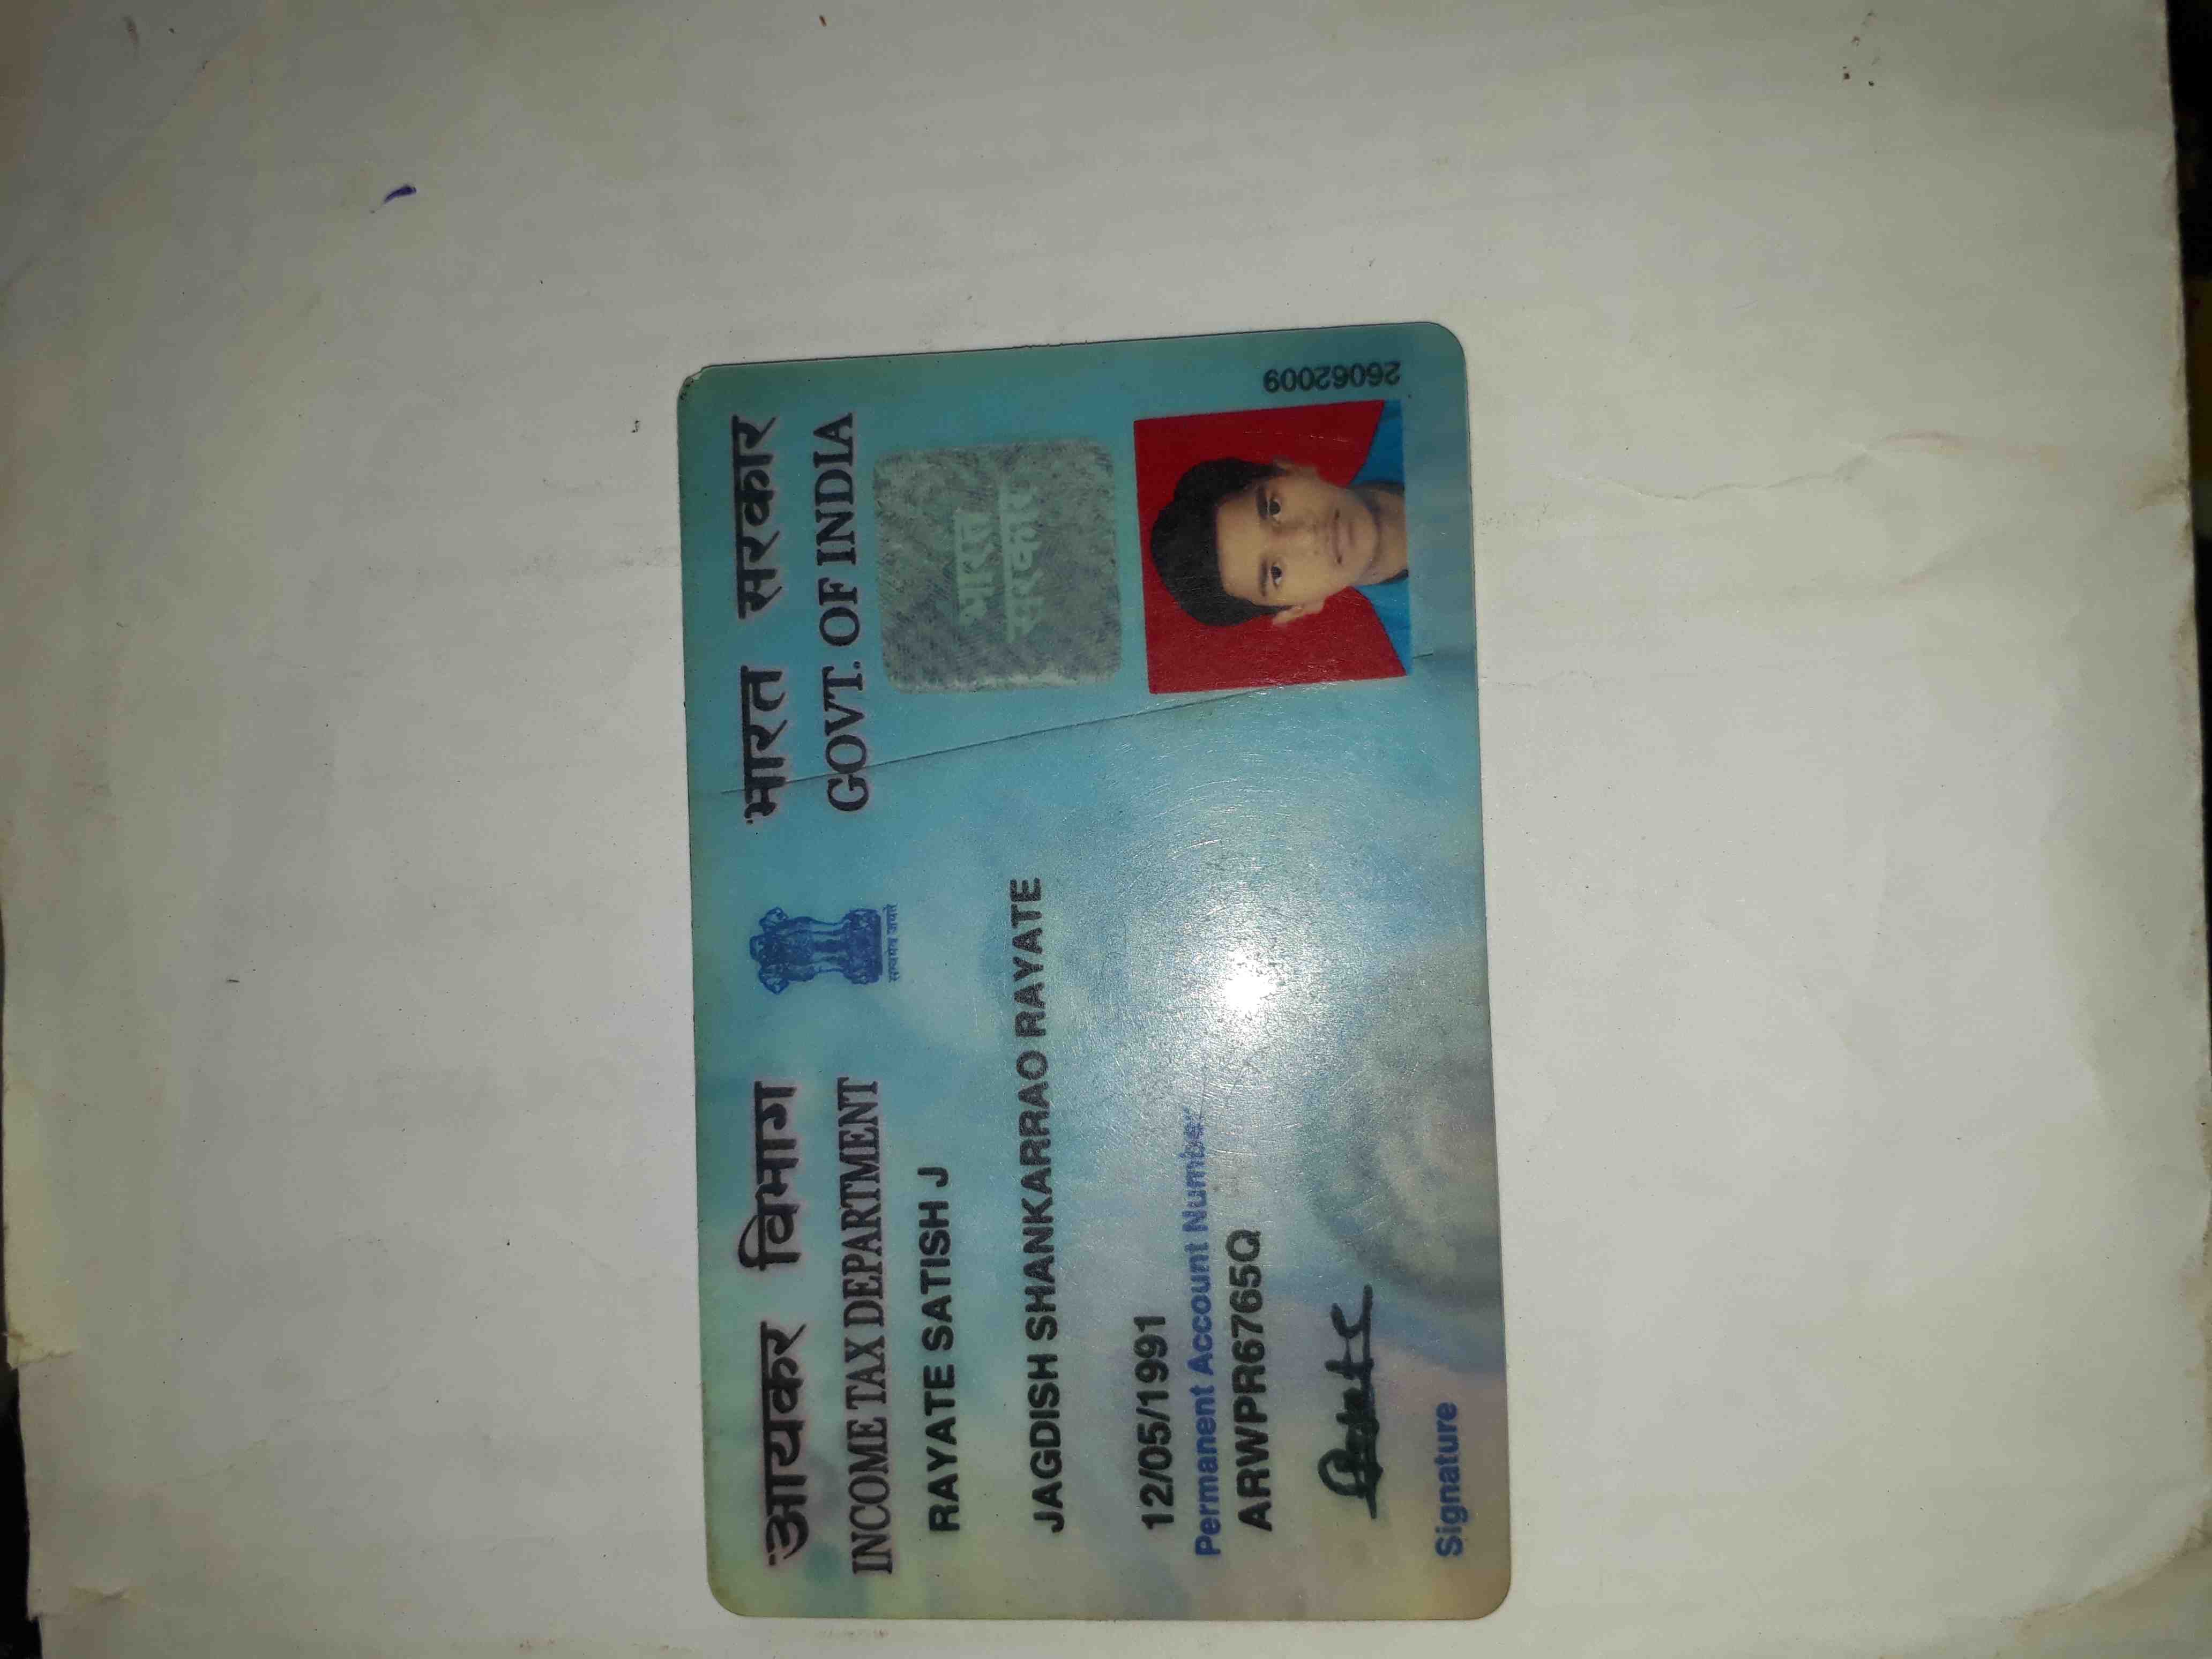 आयकर विभाग
INCOME TAX DEPARTMENT
सत्यमेव जयते
भारत सरकार
GOVT. OF INDIA
RAYATE SATISH J
भारत
सरकार
JAGDISH SHANKARRAO RAYATE
12/05/1991
Permanent Account Number
ARWPR6765Q
Signature
26062009